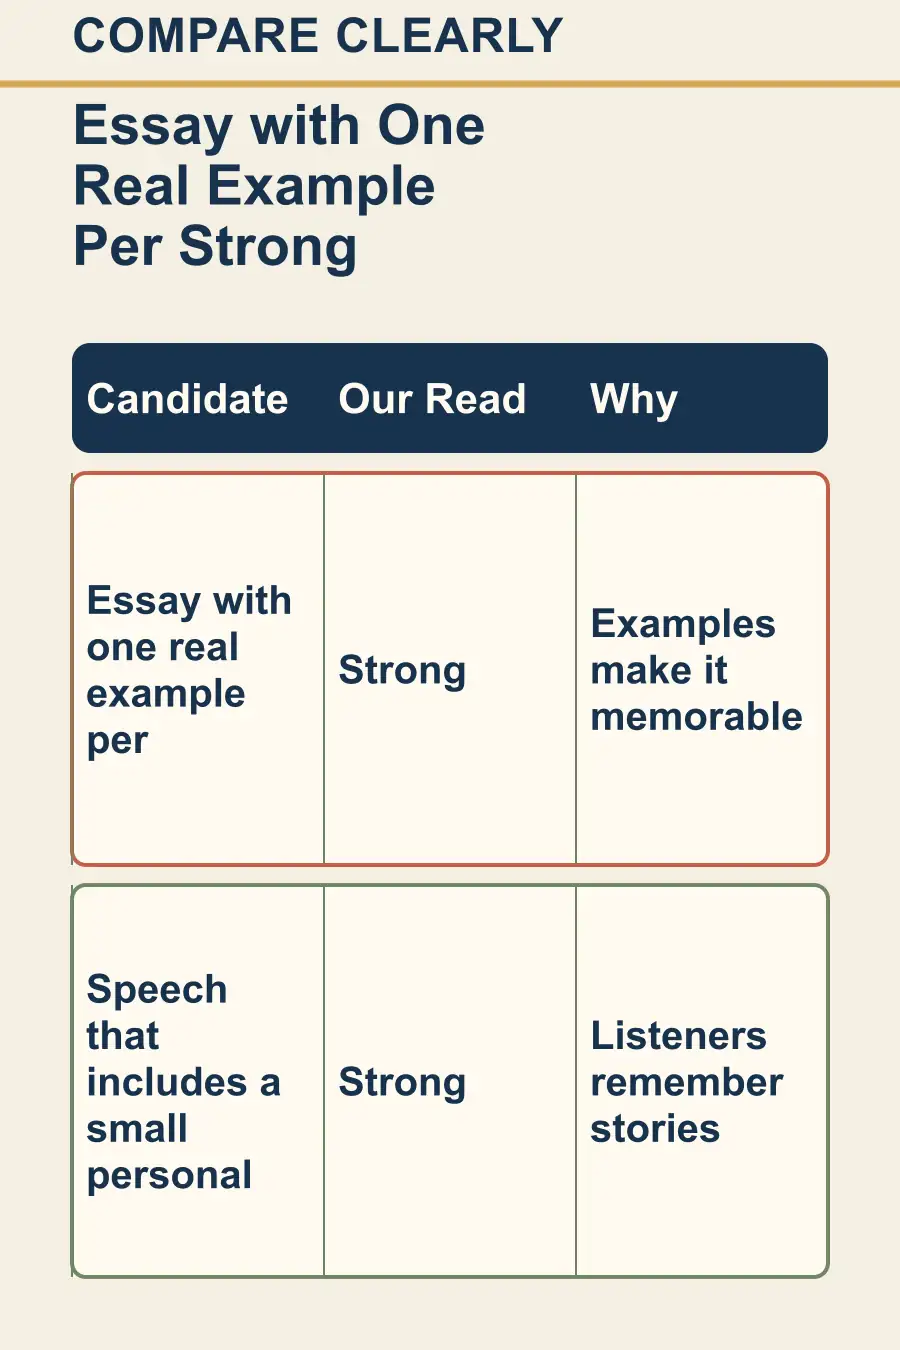 COMPARE CLEARLY
Essay with One
Real Example
Per Strong
Candidate Our Read Why
Essay with
one real
example
per
Strong
Examples
make it
memorable
Speech
that
includes a
small
personal
Strong
Listeners
remember
stories